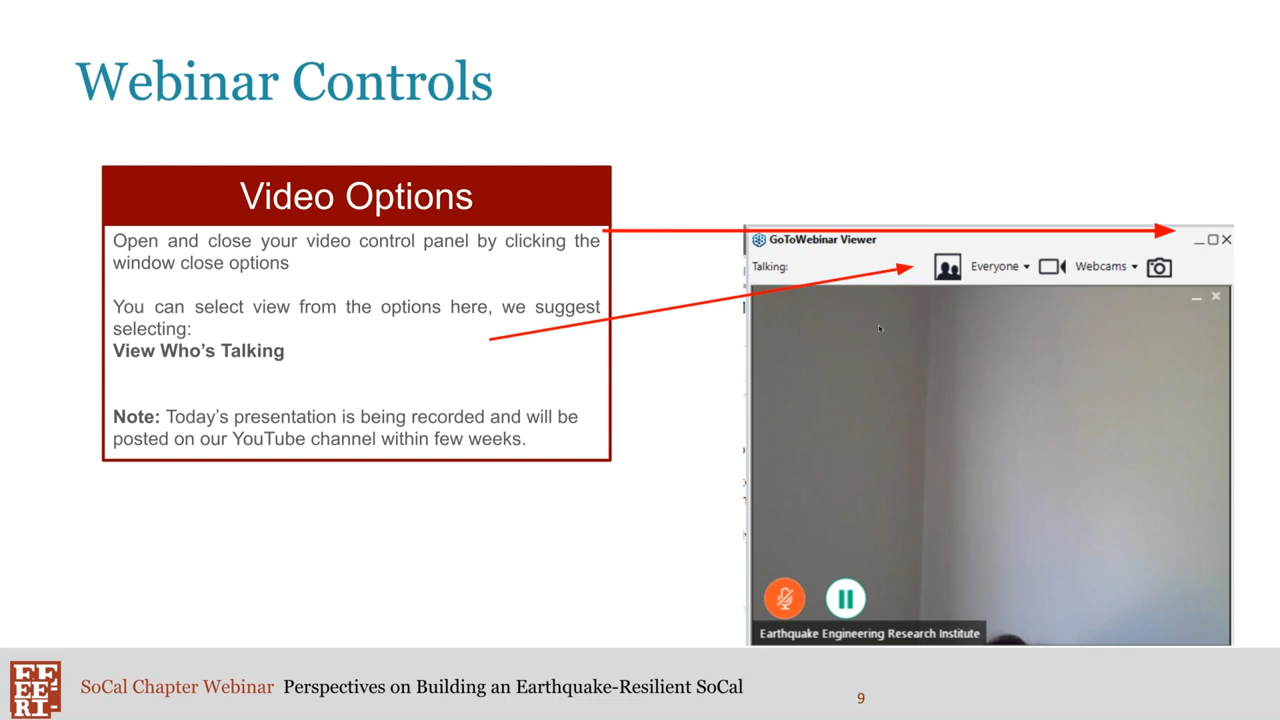 Webinar Controls
Video Options
Open and close your video control panel by clicking the
window close options
You can select view from the options here, we suggest
selecting:
View Who's Talking
Note: Today's presentation is being recorded and will be
posted on our YouTube channel within few weeks.
GoToWebinar Viewer
Talking:
Everyone
Webcams
Earthquake Engineering Research Institute
EERI
SoCal Chapter Webinar Perspectives on Building an Earthquake-Resilient SoCal
9